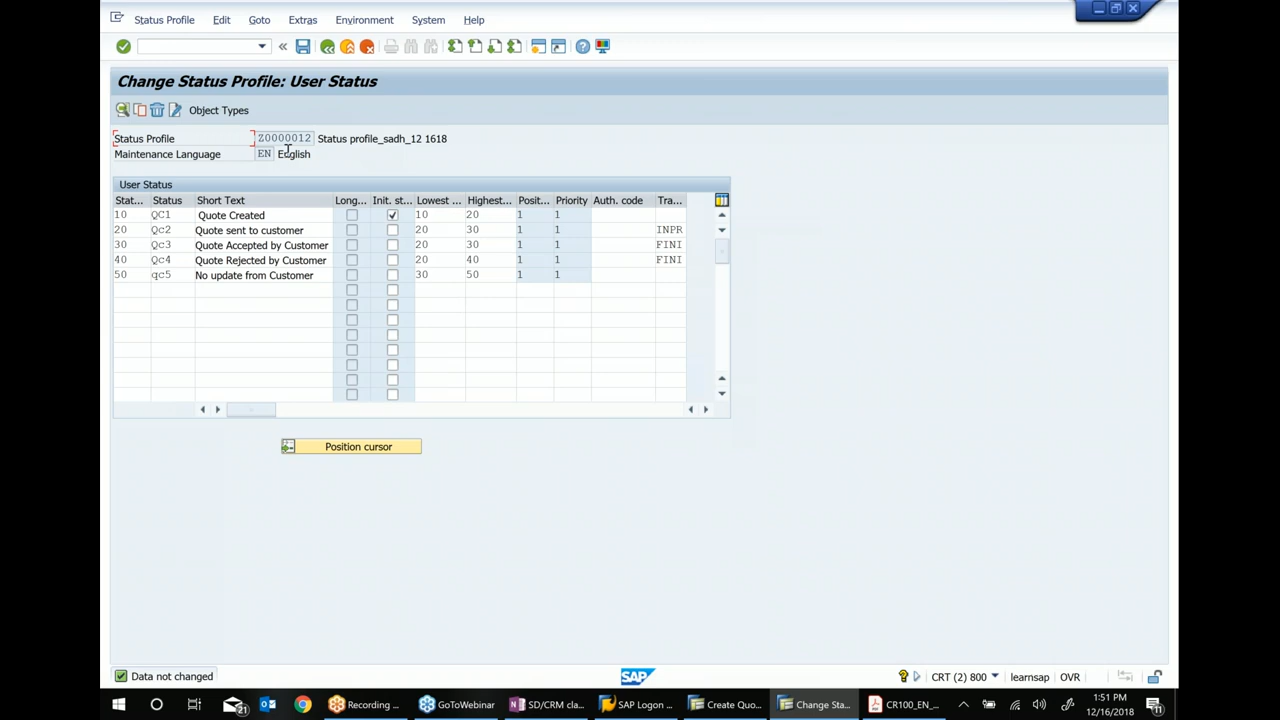 Status Profile Edit Goto Extras Environment System Help
Change Status Profile: User Status
Object Types
Status Profile Z0000012 Status profile_sadh_12 1618
Maintenance Language EN English
User Status
Stat... Status Short Text Long... Init. st... Lowest ... Highest... Posit... Priority Auth. code Tra...
10 QC1 Quote Created 10 20 1 1
20 Qc2 Quote sent to customer 20 30 1 1 INPR
30 Qc3 Quote Accepted by Customer 20 30 1 1 FINI
40 Qc4 Quote Rejected by Customer 20 40 1 1 FINI
50 qc5 No update from Customer 30 50 1 1
Position cursor
Data not changed SAP CRT (2) 800 learnsap OVR
21 Recording ... GoToWebinar SD/CRM cla... SAP Logon ... Create Quo... Change Sta... CR100_EN_... 1:51 PM
12/16/2018 11